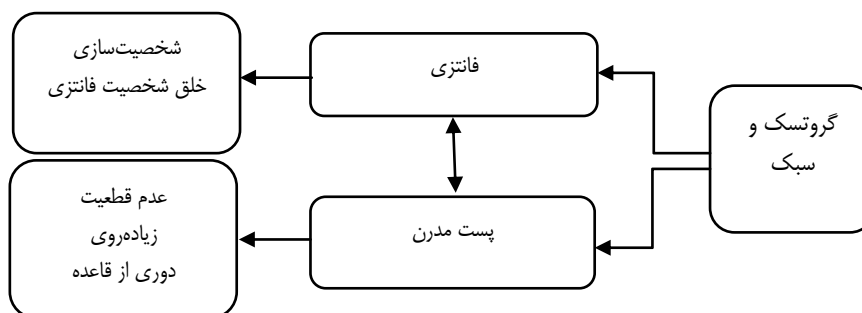 گروتسک و
سبک
فانتزی
شخصیت‌سازی
خلق شخصیت فانتزی
پست مدرن
عدم قطعیت
زیاده‌روی
دوری از قاعده